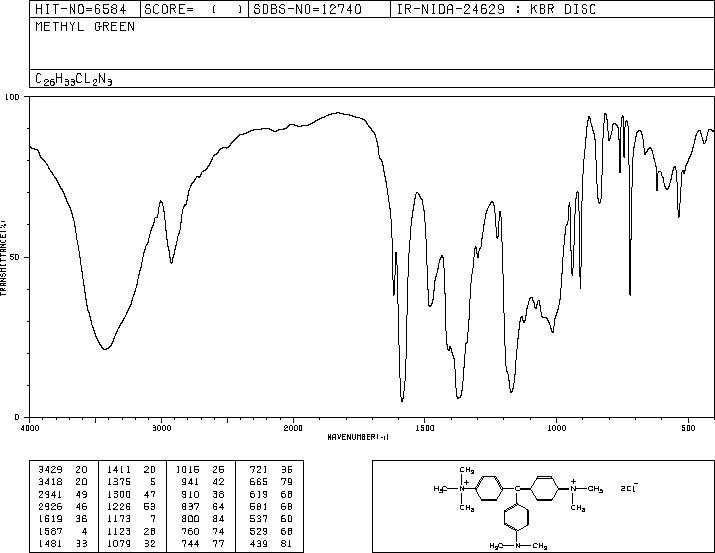 HIT-NO=6584 SCORE= ( ) SDBS-NO=12740 IR-NIDA-24629 : KBR DISC
METHYL GREEN
C26H33CL2N3
100
50
0
TRANSMITTANCE(%)
4000 3000 2000 1500 1000 500
WAVENUMBER(-1)
3429 20 1411 20 1016 26 721 36
3418 20 1375 5 941 42 665 79
2941 49 1300 47 910 38 619 68
2926 46 1226 53 837 64 581 68
1619 36 1173 7 800 84 537 60
1587 4 1123 28 760 74 529 68
1481 33 1079 32 744 77 439 81
CH3
H3C N+ C N+ CH3 2Cl-
CH3 CH3
H3C N CH3